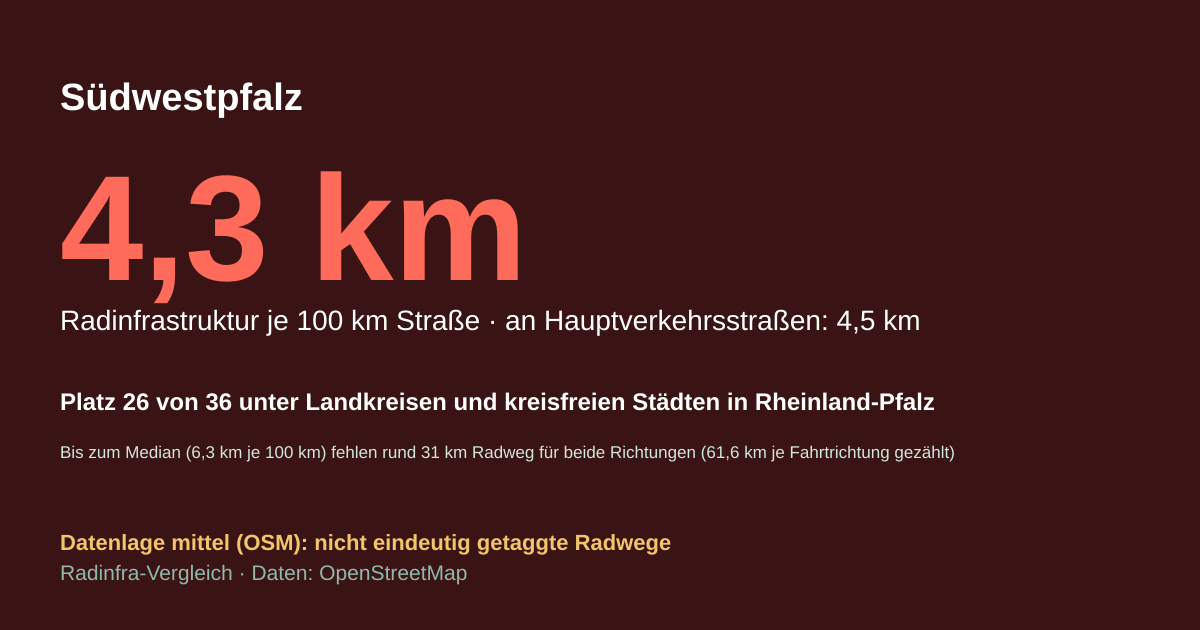 Südwestpfalz
4,3 km
Radinfrastruktur je 100 km Straße · an Hauptverkehrsstraßen: 4,5 km
Platz 26 von 36 unter Landkreisen und kreisfreien Städten in Rheinland-Pfalz
Bis zum Median (6,3 km je 100 km) fehlen rund 31 km Radweg für beide Richtungen (61,6 km je Fahrtrichtung gezählt)
Datenlage mittel (OSM): nicht eindeutig getaggte Radwege
Radinfra-Vergleich · Daten: OpenStreetMap